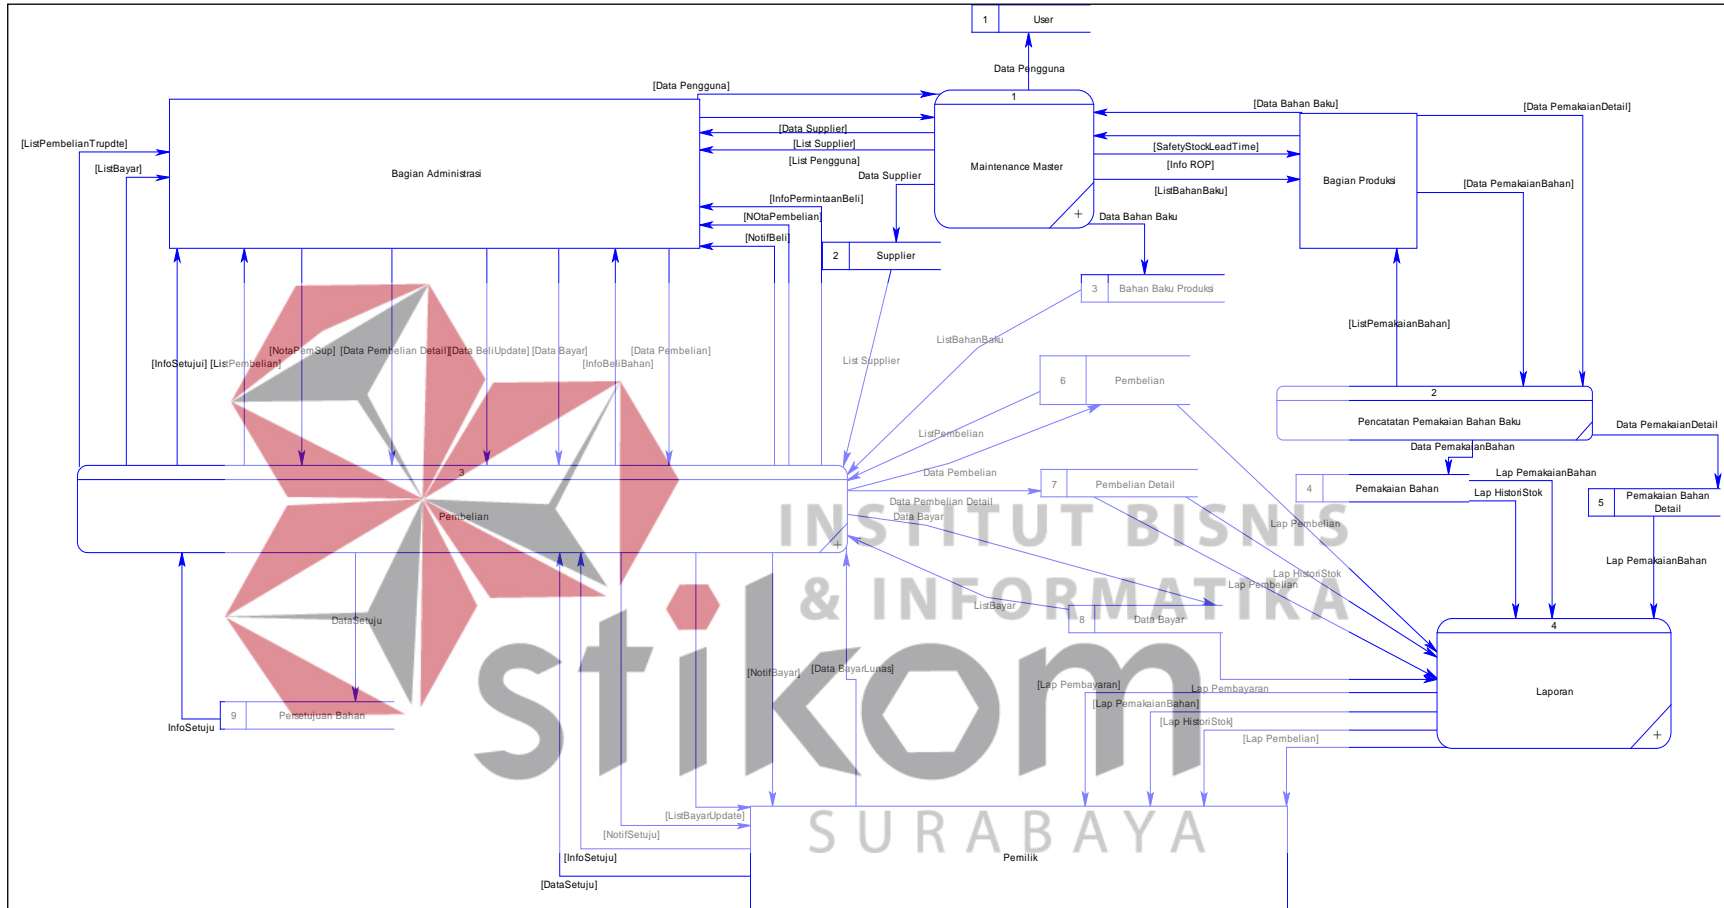 1 User
Data Pengguna
[Data Pengguna]
1
[Data Bahan Baku]
[Data PemakaianDetail]
[Data Supplier]
[ListPembelianTrupdte]
[List Supplier]
[SafetyStockLeadTime]
[ListBayar]
[List Pengguna]
Maintenance Master
[Info ROP]
Bagian Administrasi
Data Supplier
Bagian Produksi
[ListBahanBaku]
[Data PemakaianBahan]
[InfoPermintaanBeli]
[NOtaPembelian]
Data Bahan Baku
+
[NotifBeli]
2 Supplier
3 Bahan Baku Produksi
[ListPemakaianBahan]
ListBahanBaku
[NotaPemSup]
[Data Pembelian Detail]
[Data BeliUpdate]
[Data Bayar]
[Data Pembelian]
List Supplier
[InfoSetujui]
[ListPembelian]
[InfoBeliBahan]
6 Pembelian
2
Pencatatan Pemakaian Bahan Baku
Data PemakaianDetail
ListPembelian
Data PemakaianBahan
3
Data Pembelian
Lap PemakaianBahan
7 Pembelian Detail
4 Pemakaian Bahan
Lap HistoriStok
5 Pemakaian Bahan Detail
Data Pembelian Detail
Pembelian
Data Bayar
INSTITUT BISNIS
Lap Pembelian
+
Lap PemakaianBahan
Lap HistoriStok
Lap Pembelian
& INFORMATIKA
ListBayar
8 Data Bayar
DataSetuju
4
stikom
[NotifBayar]
[Data BayarLunas]
[Lap Pembayaran]
Lap Pembayaran
Laporan
[Lap PemakaianBahan]
9 Persetujuan Bahan
InfoSetuju
[Lap HistoriStok]
[Lap Pembelian]
+
[ListBayarUpdate]
[NotifSetuju]
SURABAYA
[InfoSetuju]
Pemilik
[DataSetuju]